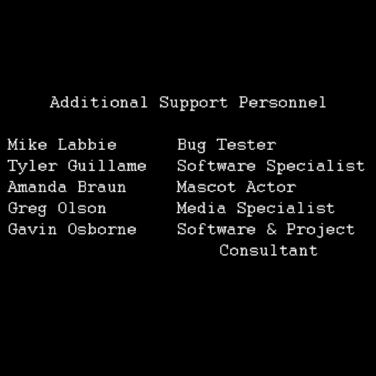 Additional Support Personnel
Mike Labbie Bug Tester
Tyler Guillame Software Specialist
Amanda Braun Mascot Actor
Greg Olson Media Specialist
Gavin Osborne Software & Project
Consultant